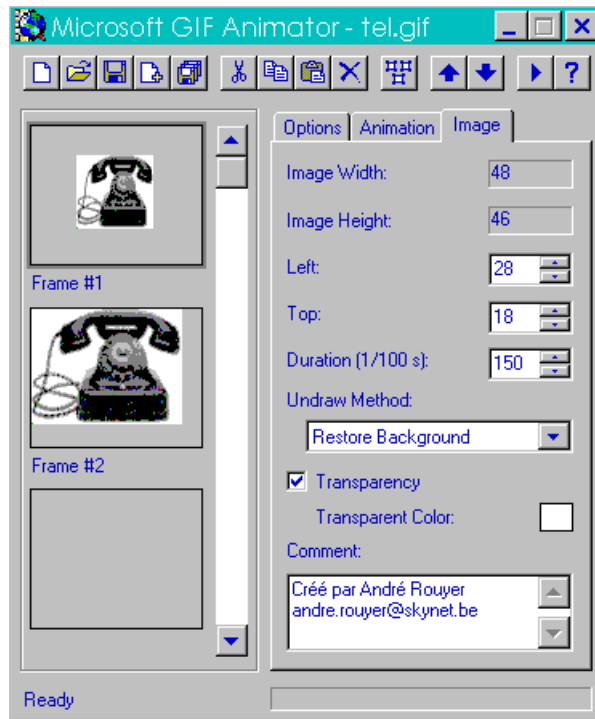 Microsoft GIF Animator - tel.gif
Options Animation Image
Image Width: 48
Image Height: 46
Left: 28
Top: 18
Duration (1/100 s): 150
Undraw Method:
Restore Background
Transparency
Transparent Color:
Comment:
Créé par André Rouyer
andre.rouyer@skynet.be
Frame #1
Frame #2
Ready